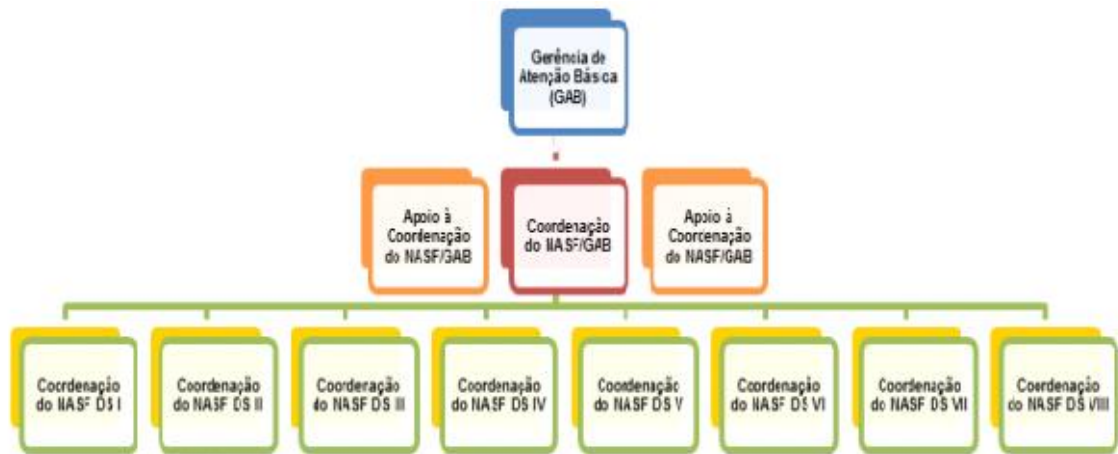 Gerência de
Atenção Básica
(GAB)
Apoio à
Coordenação
do NASF/GAB
Coordenação
do NASF/GAB
Apoio à
Coordenação
do NASF/GAB
Coordenação
do NASF DS I
Coordenação
do NASF DS II
Coordenação
do NASF DS III
Coordenação
do NASF DS IV
Coordenação
do NASF DS V
Coordenação
do NASF DS VI
Coordenação
do NASF DS VII
Coordenação
do NASF DS VIII